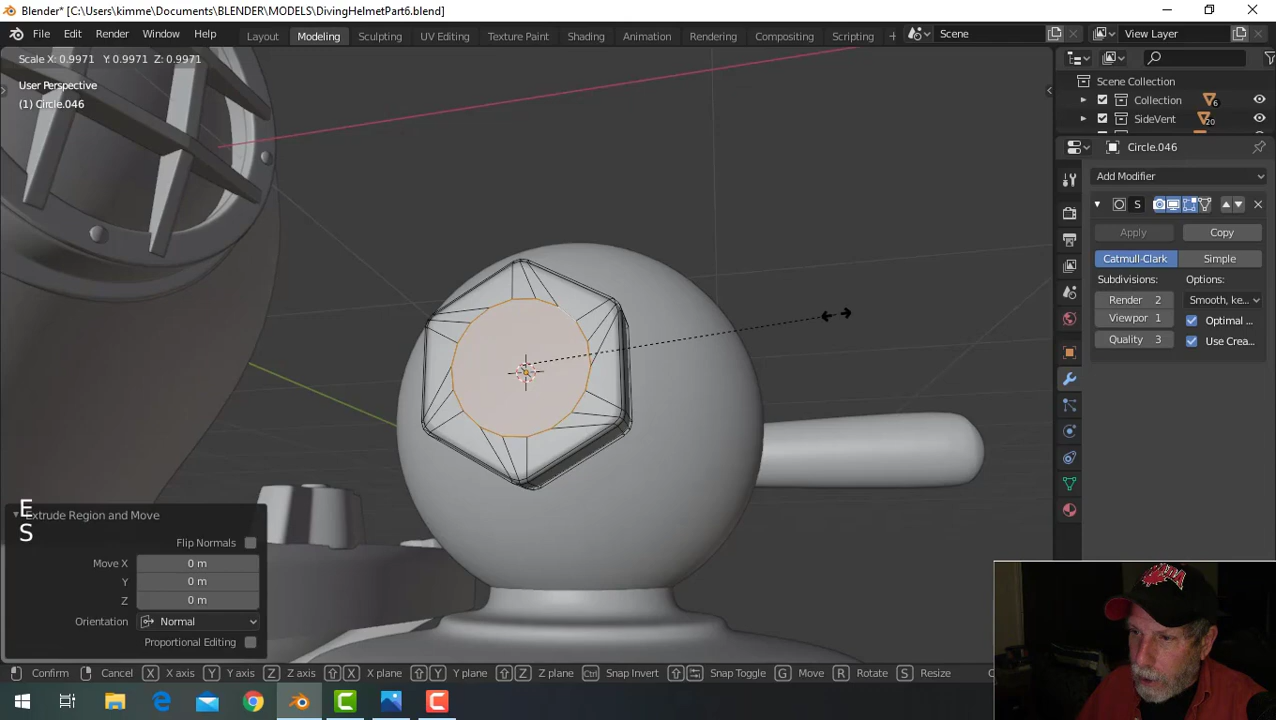 Blender* [C:\Users\kimme\Documents\BLENDER\MODELS\DivingHelmetPart6.blend]
File Edit Render Window Help Layout Modeling Sculpting UV Editing Texture Paint Shading Animation Rendering Compositing Scripting Scene View Layer
Scale X: 0.9971 Y: 0.9971 Z: 0.9971
User Perspective
(1) Circle.046
Scene Collection
Collection 6
SideVent 20
Circle.046
Add Modifier
S
Apply Copy
Catmull-Clark Simple
Subdivisions: Options:
Render 2 Smooth, ke...
Viewpor 1 Optimal ...
Quality 3 Use Crea...
E
S
Extrude Region and Move
Flip Normals
Move X 0 m
Y 0 m
Z 0 m
Orientation Normal
Proportional Editing
Confirm Cancel X X axis Y Y axis Z Z axis X X plane Y Y plane Z Z plane Ctrl Snap Invert Snap Toggle G Move R Rotate S Resize